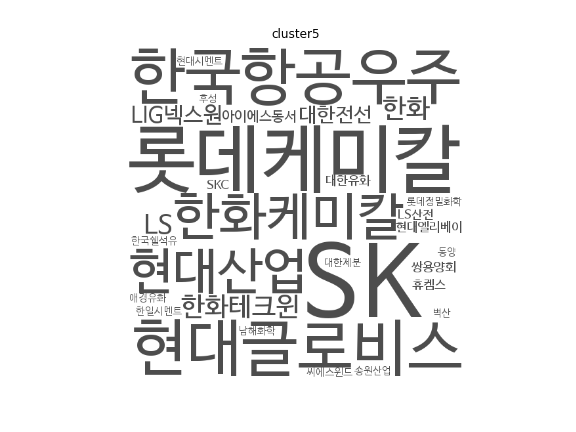 cluster5
한국항공우주
현대시멘트
후성
LIG넥스원
아이에스동서
대한전선
한화
롯데케미칼
SKC
대한유화
한화케미칼
롯데정밀화학
LS
LS산전
현대엘리베이
한국쉘석유
현대산업
SK
대한제분
동양
쌍용양회
휴켐스
애경유화
한일시멘트
한화테크윈
벽산
현대글로비스
남해화학
씨에스윈드
송원산업